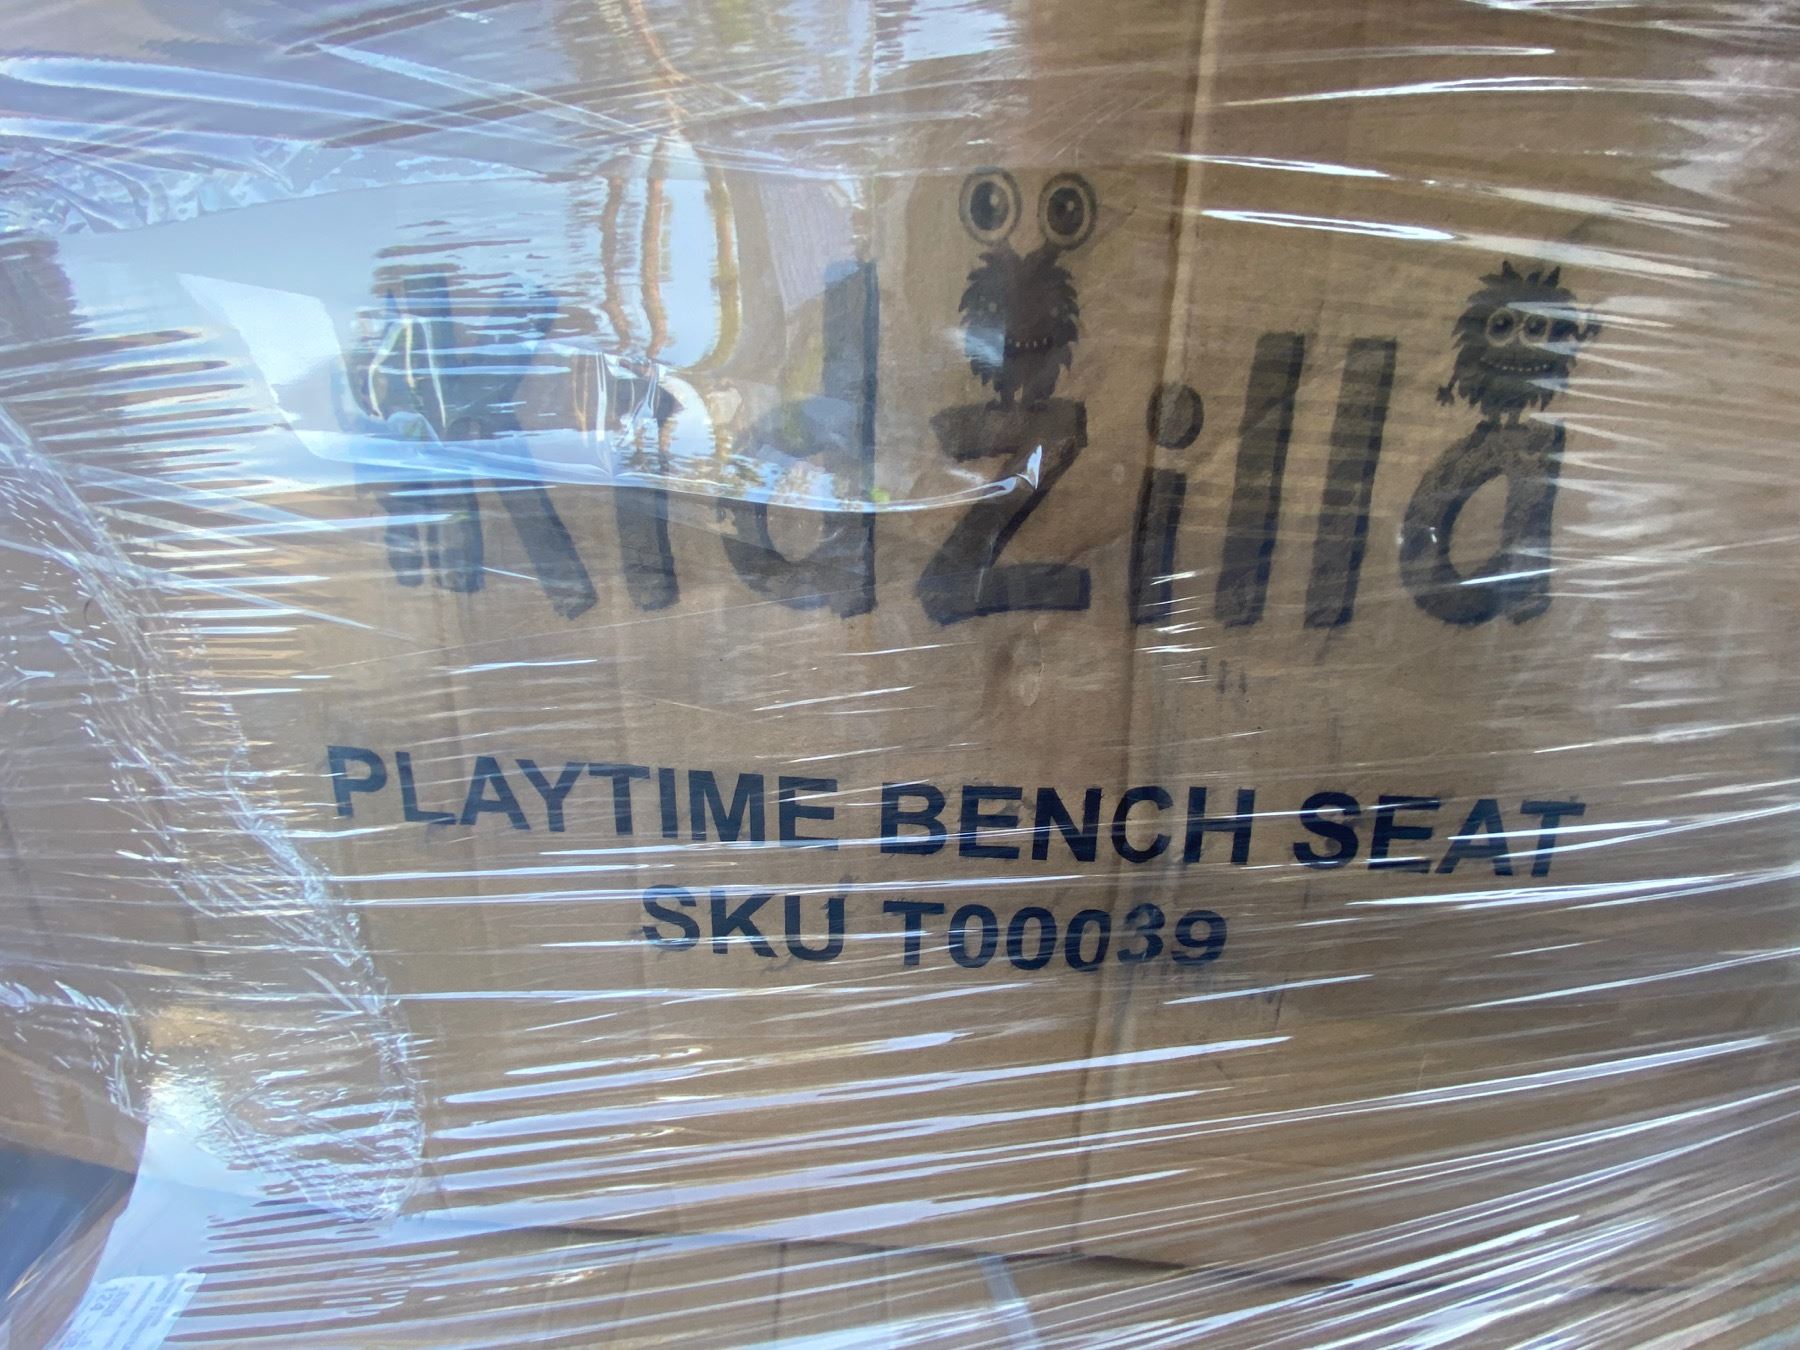 kidzilla
PLAYTIME BENCH SEAT
SKU T00039